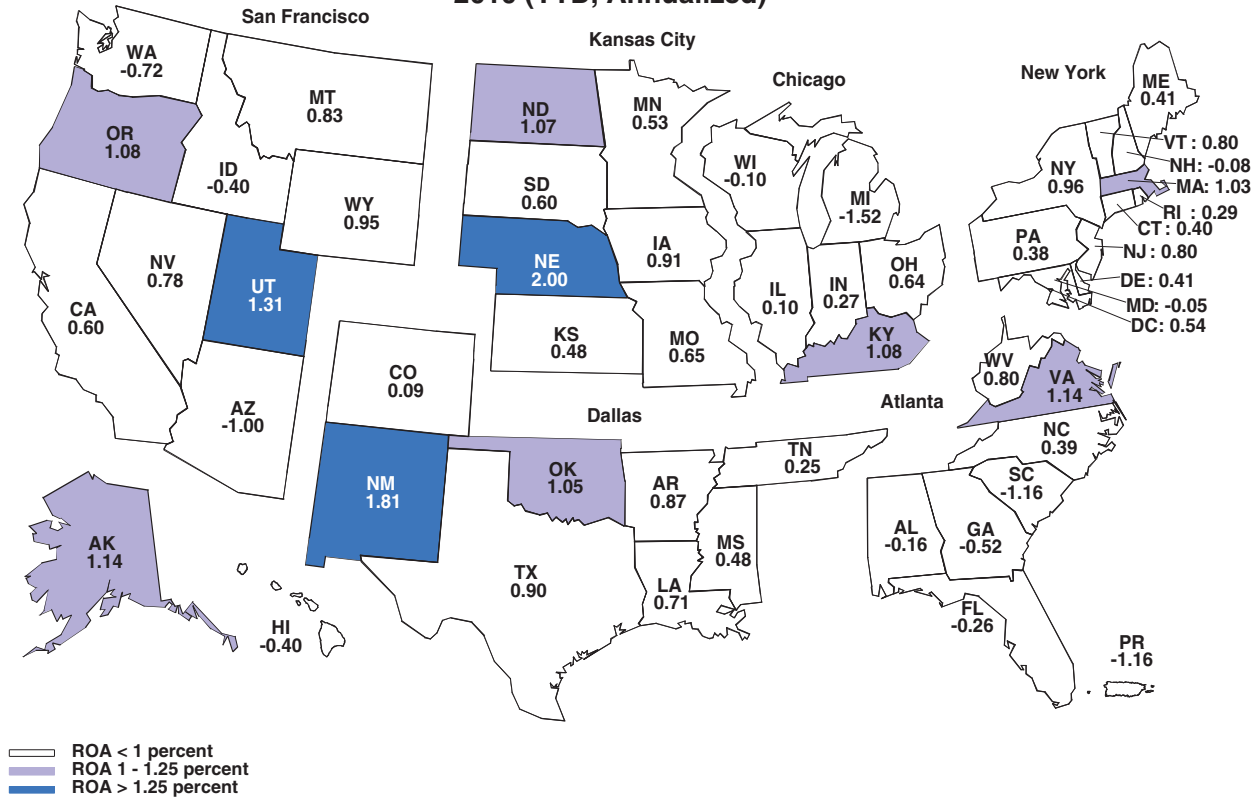 2010 (YTD, Annualized)
San Francisco
Kansas City
Chicago
New York
WA
-0.72
MT
0.83
OR
1.08
ID
-0.40
WY
0.95
NV
0.78
UT
1.31
CA
0.60
CO
0.09
AZ
-1.00
NM
1.81
AK
1.14
HI
-0.40
ND
1.07
MN
0.53
SD
0.60
NE
2.00
IA
0.91
KS
0.48
MO
0.65
Dallas
OK
1.05
AR
0.87
TX
0.90
LA
0.71
MS
0.48
TN
0.25
WI
-0.10
MI
-1.52
IL
0.10
IN
0.27
OH
0.64
KY
1.08
Atlanta
WV
0.80
VA
1.14
NC
0.39
SC
-1.16
AL
-0.16
GA
-0.52
FL
-0.26
PR
-1.16
ME
0.41
NY
0.96
PA
0.38
VT : 0.80
NH: -0.08
MA: 1.03
RI : 0.29
CT : 0.40
NJ : 0.80
DE: 0.41
MD: -0.05
DC: 0.54
ROA < 1 percent
ROA 1 - 1.25 percent
ROA > 1.25 percent